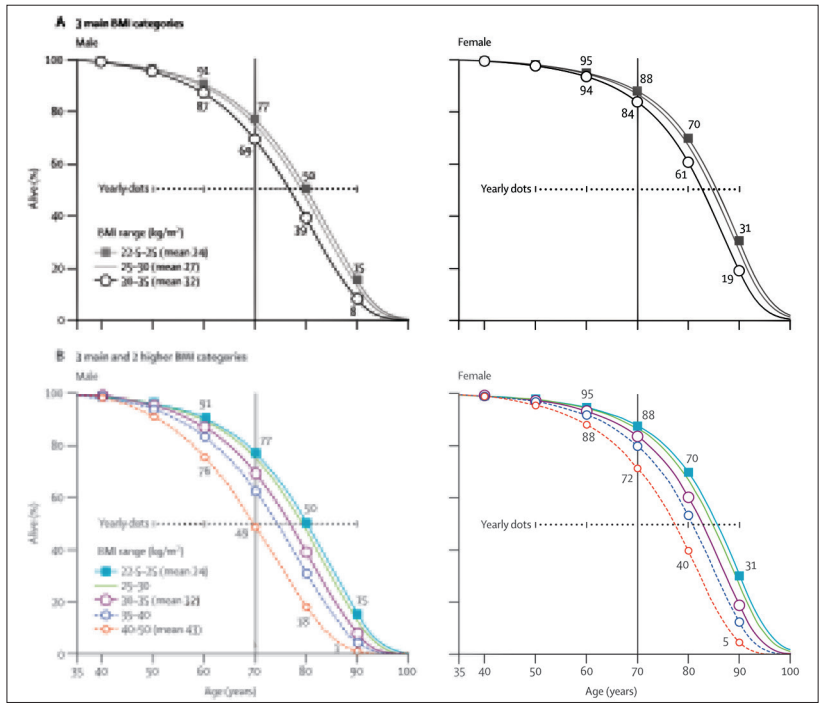 A 3 main BMI categories
Male
100
80
60
40
20
0
Alive (%)
91
87
77
69
50
39
15
8
Yearly dots
BMI range (kg/m²)
22·5–25 (mean 24)
25–30 (mean 27)
30–35 (mean 32)
Female
95
94
88
84
70
61
31
19
Yearly dots
B 3 main and 2 higher BMI categories
Male
100
80
60
40
20
0
Alive (%)
91
76
77
49
50
18
15
Yearly dots
BMI range (kg/m²)
22·5–25 (mean 24)
25–30
30–35 (mean 32)
35–40
40–50 (mean 43)
35 40 50 60 70 80 90 100
Age (years)
Female
95
88
88
72
70
40
31
5
Yearly dots
35 40 50 60 70 80 90 100
Age (years)